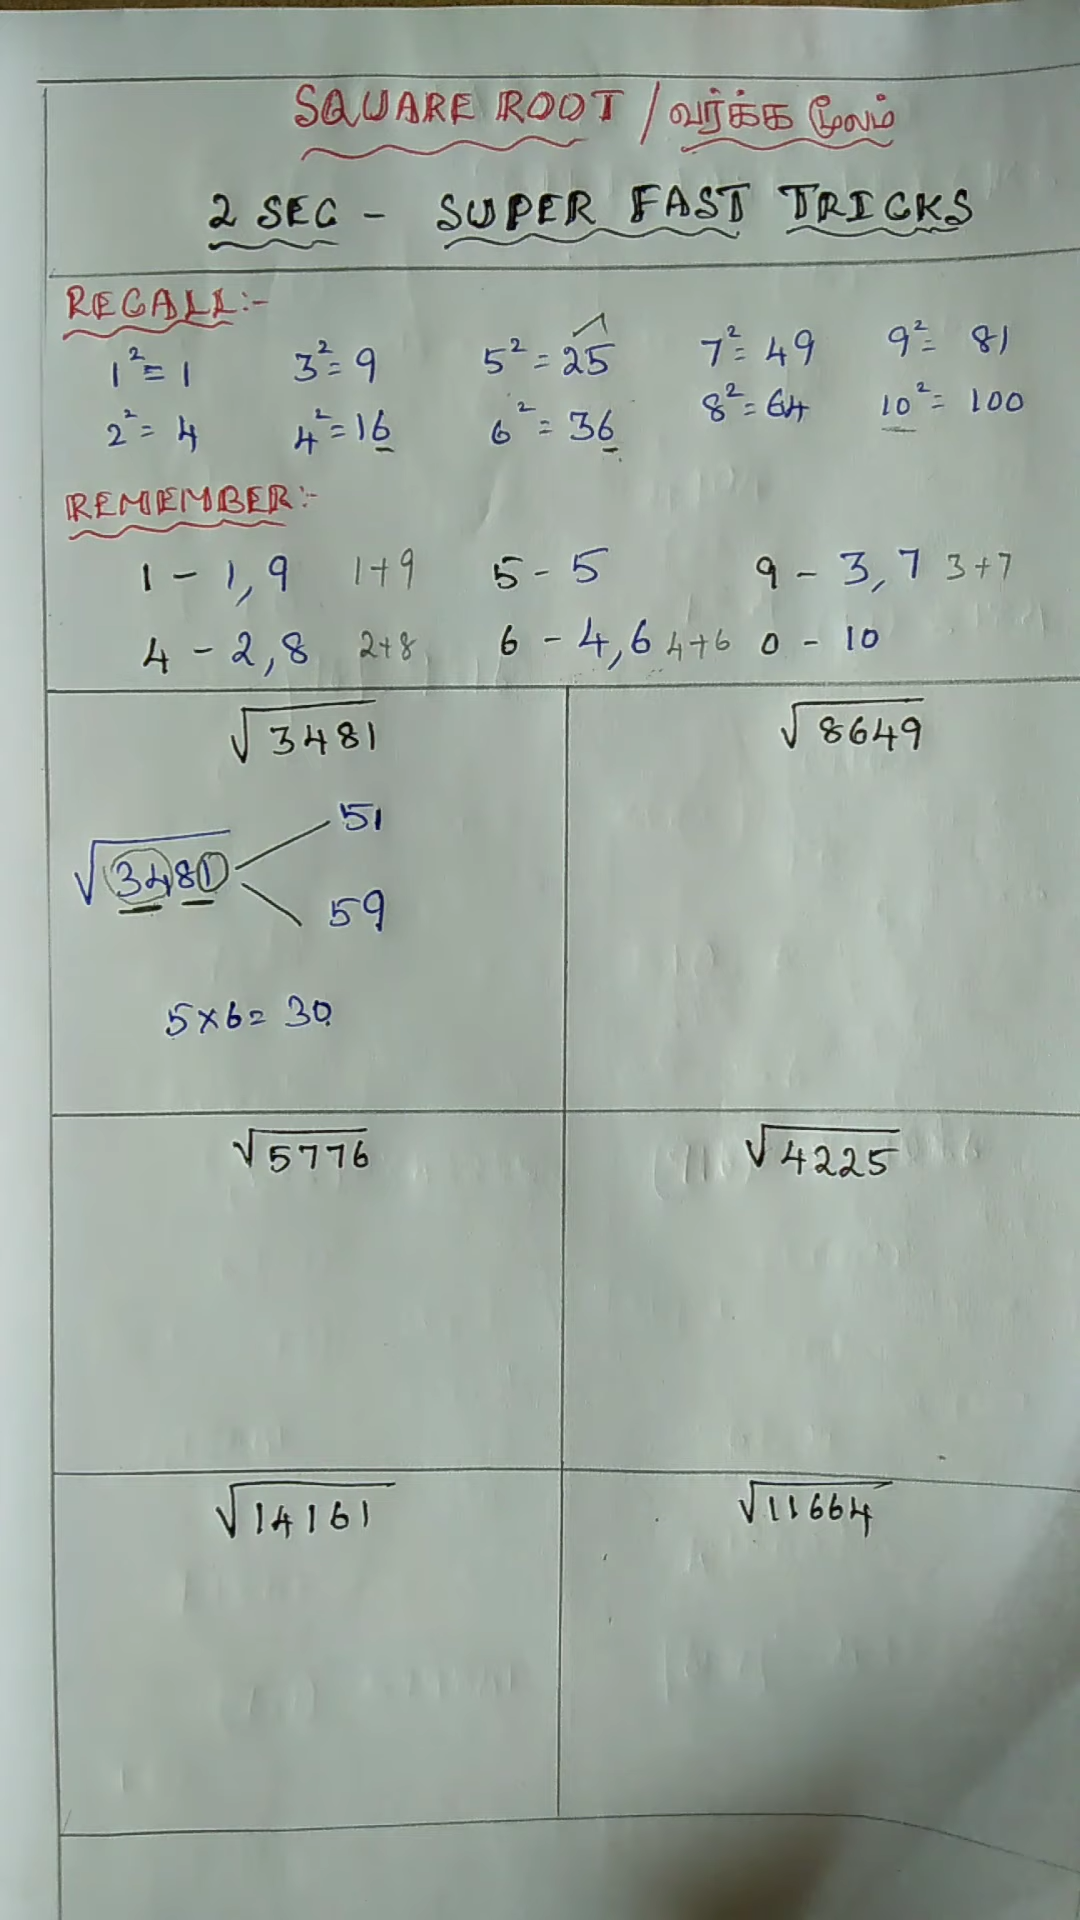 SQUARE ROOT / வர்க்க மூலம்
2 SEC - SUPER FAST TRICKS
RECALL:-
1²=1 3²=9 5²=25 7²=49 9²=81
2²=4 4²=16 6²=36 8²=64 10²=100
REMEMBER:-
1 - 1, 9 1+9 5 - 5 9 - 3, 7 3+7
4 - 2, 8 2+8 6 - 4, 6 4+6 0 - 10
√3481 √8649
51
√3481
59
5×6=30
√5776 √4225
√14161 √11664